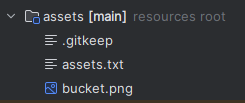 assets [main] resources root
.gitkeep
assets.txt
bucket.png